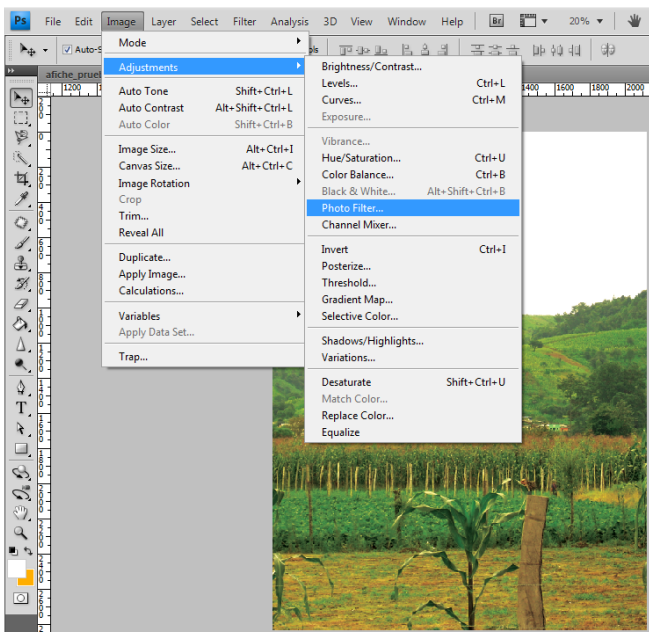 Ps File Edit Image Layer Select Filter Analysis 3D View Window Help Br 20%
Auto-S
afiche_prue
1200 1400 1600 1800 2000
Mode
Adjustments
Auto Tone Shift+Ctrl+L
Auto Contrast Alt+Shift+Ctrl+L
Auto Color Shift+Ctrl+B
Image Size... Alt+Ctrl+I
Canvas Size... Alt+Ctrl+C
Image Rotation
Crop
Trim...
Reveal All
Duplicate...
Apply Image...
Calculations...
Variables
Apply Data Set...
Trap...
Brightness/Contrast...
Levels... Ctrl+L
Curves... Ctrl+M
Exposure...
Vibrance...
Hue/Saturation... Ctrl+U
Color Balance... Ctrl+B
Black & White... Alt+Shift+Ctrl+B
Photo Filter...
Channel Mixer...
Invert Ctrl+I
Posterize...
Threshold...
Gradient Map...
Selective Color...
Shadows/Highlights...
Variations...
Desaturate Shift+Ctrl+U
Match Color...
Replace Color...
Equalize